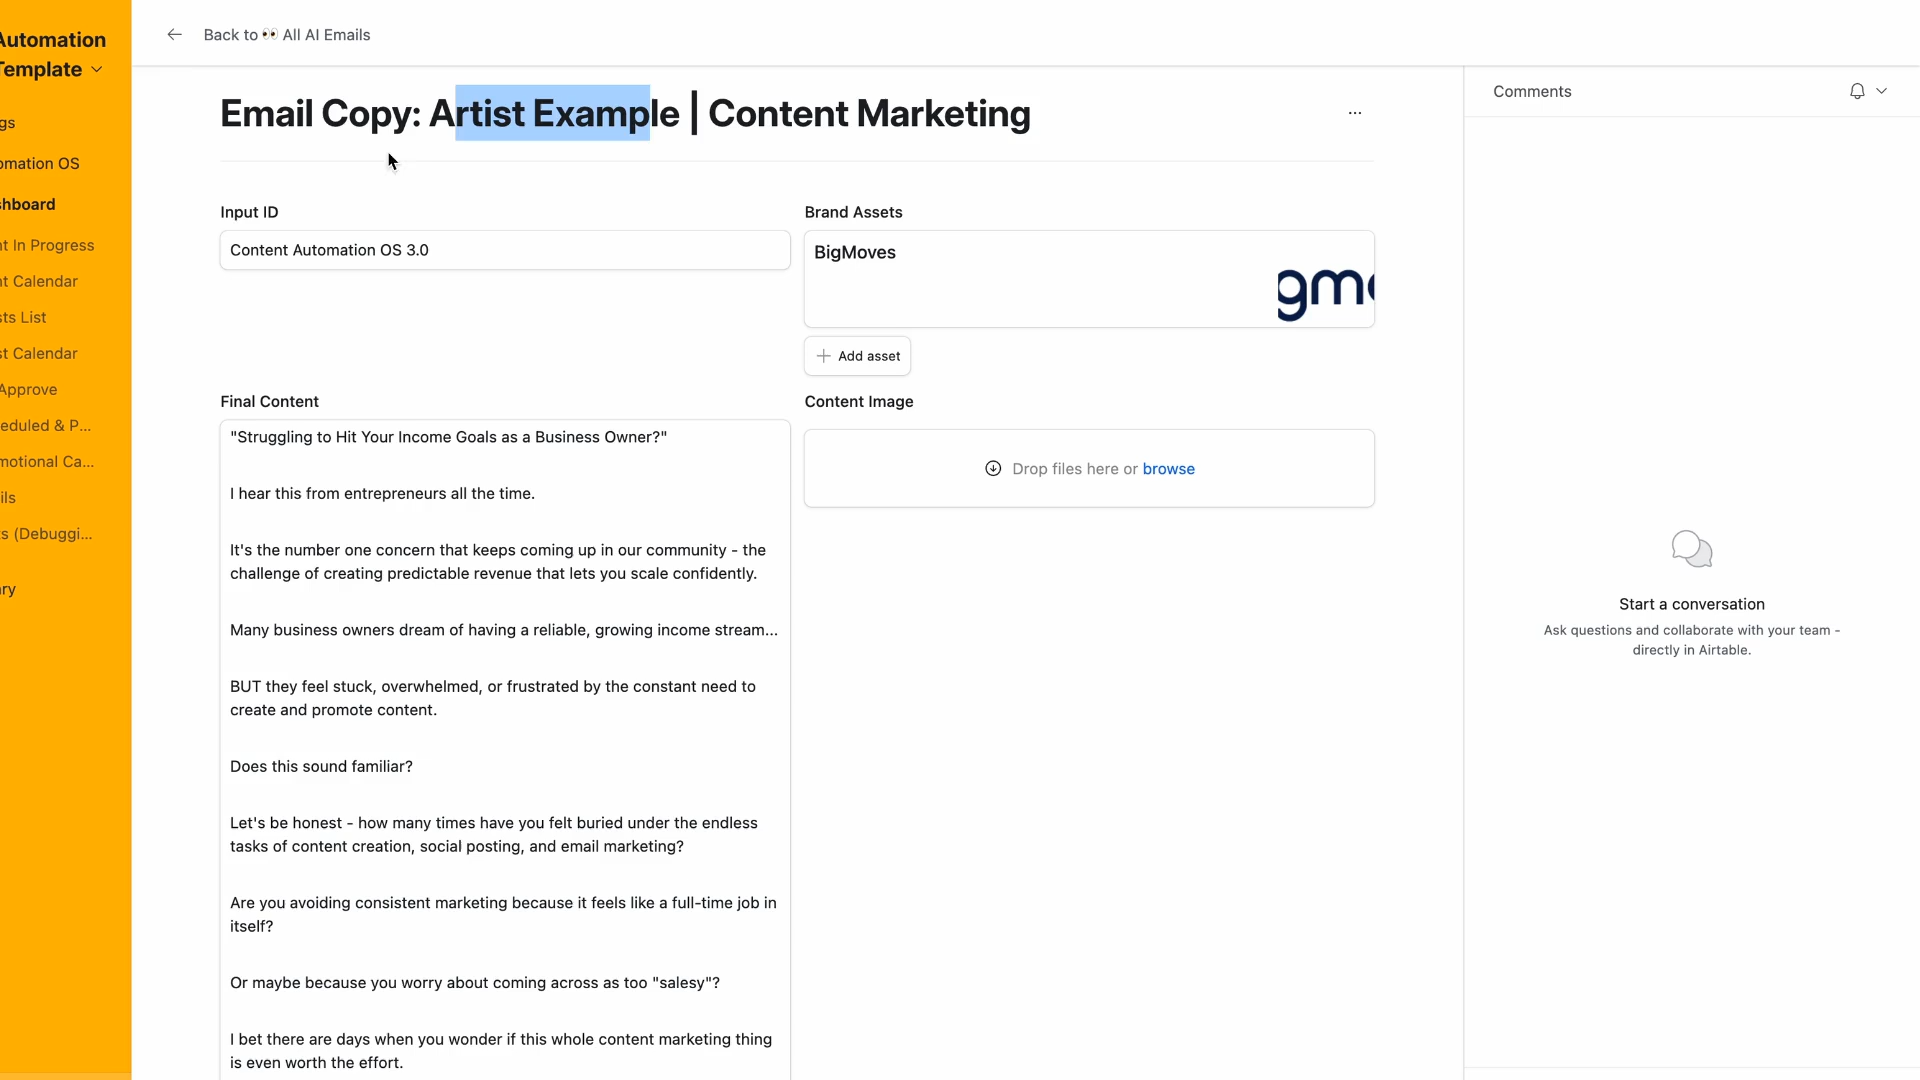 Automation
Template
gs
omation OS
shboard
nt In Progress
nt Calendar
sts List
st Calendar
Approve
eduled & P...
motional Ca...
ils
s (Debuggi...
ry
Back to 👀 All AI Emails
Email Copy: Artist Example | Content Marketing
...
Input ID
Content Automation OS 3.0
Brand Assets
BigMoves
gmo
Add asset
Final Content
"Struggling to Hit Your Income Goals as a Business Owner?"
I hear this from entrepreneurs all the time.
It's the number one concern that keeps coming up in our community - the
challenge of creating predictable revenue that lets you scale confidently.
Many business owners dream of having a reliable, growing income stream...
BUT they feel stuck, overwhelmed, or frustrated by the constant need to
create and promote content.
Does this sound familiar?
Let's be honest - how many times have you felt buried under the endless
tasks of content creation, social posting, and email marketing?
Are you avoiding consistent marketing because it feels like a full-time job in
itself?
Or maybe because you worry about coming across as too "salesy"?
I bet there are days when you wonder if this whole content marketing thing
is even worth the effort.
Content Image
Drop files here or browse
Comments
Start a conversation
Ask questions and collaborate with your team -
directly in Airtable.